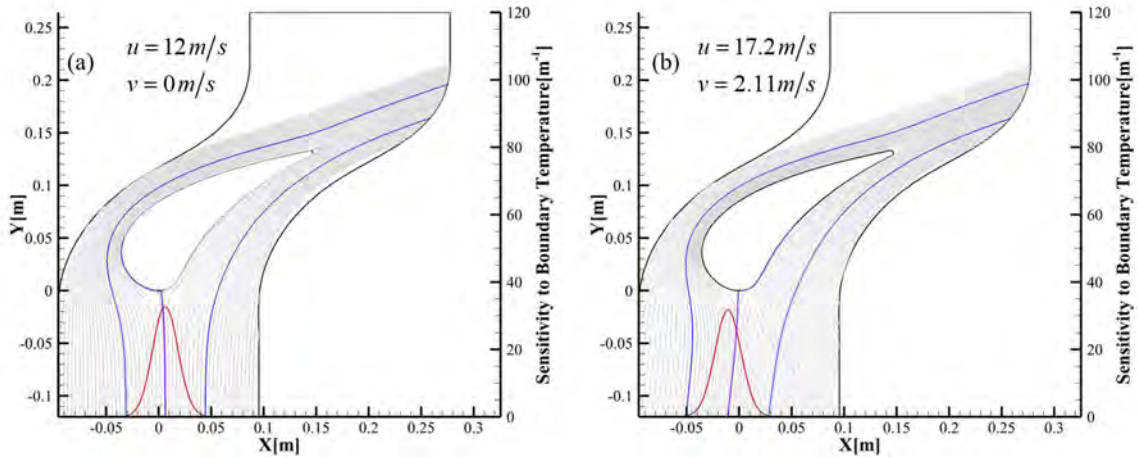 (a)
u = 12 m/s
v = 0 m/s
0.25
0.2
0.15
0.1
0.05
0
-0.05
-0.1
Y[m]
-0.05 0 0.05 0.1 0.15 0.2 0.25 0.3
X[m]
120
100
80
60
40
20
0
Sensitivity to Boundary Temperature[m⁻¹]
(b)
u = 17.2 m/s
v = 2.11 m/s
0.25
0.2
0.15
0.1
0.05
0
-0.05
-0.1
Y[m]
-0.05 0 0.05 0.1 0.15 0.2 0.25 0.3
X[m]
120
100
80
60
40
20
0
Sensitivity to Boundary Temperature[m⁻¹]